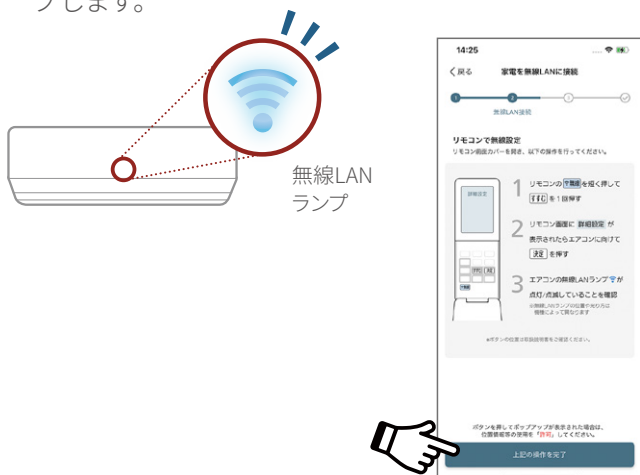 プします。
無線LAN
ランプ
14:25
戻る
家電を無線LANに接続
1
2
3
無線LAN接続
リモコンで無線設定
リモコン画面カバーを開き、以下の操作を行ってください。
詳細設定
1 リモコンの 無線 を短く押して
すすむ を1回押す
2 リモコン画面に 詳細設定 が
表示されたらエアコンに向けて
決定 を押す
3 エアコンの無線LANランプ が
点灯/点滅していることを確認
※無線LANランプの位置や光り方は
機種によって異なります
※ボタンの位置は取扱説明書をご確認ください。
ボタンを押してポップアップが表示された場合は、
位置情報等の使用を「許可」してください。
上記の操作を完了